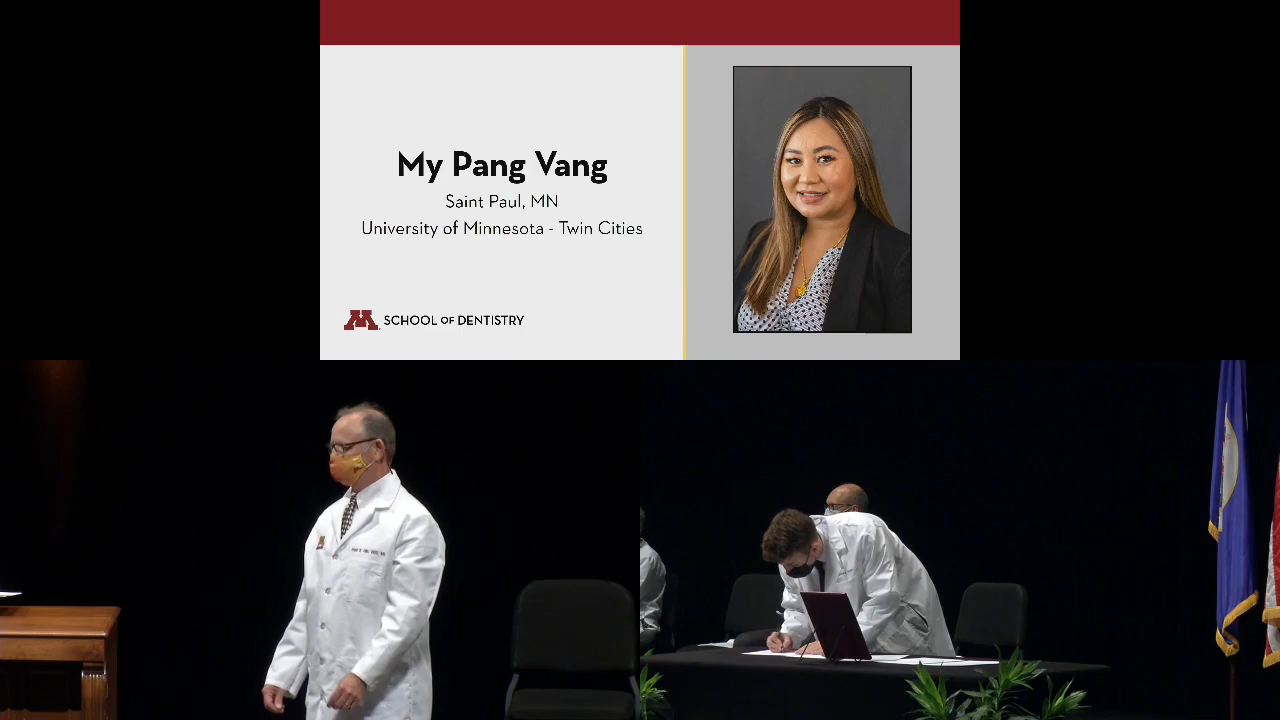 My Pang Vang
Saint Paul, MN
University of Minnesota - Twin Cities
M SCHOOL OF DENTISTRY